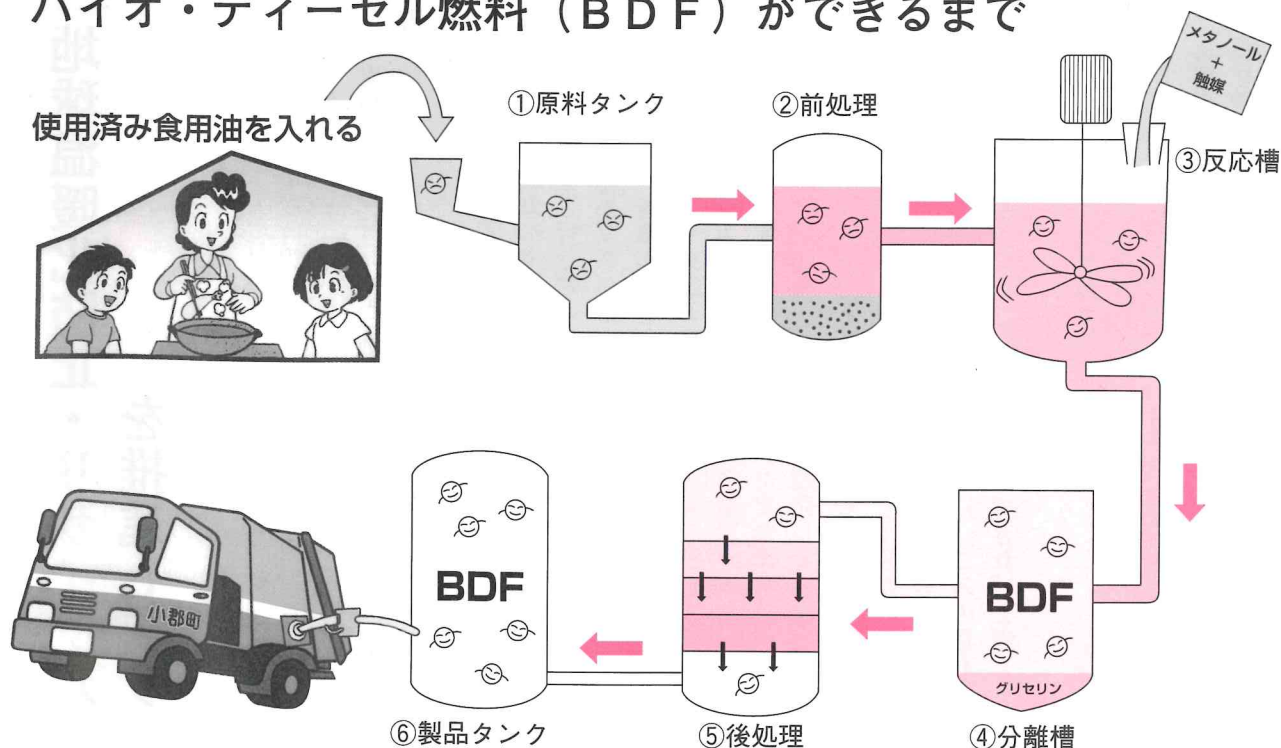 バイオ・ディーゼル燃料（ＢＤＦ）ができるまで
使用済み食用油を入れる
①原料タンク
②前処理
メタノール
+
触媒
③反応槽
BDF
グリセリン
④分離槽
⑤後処理
BDF
⑥製品タンク
小郡町